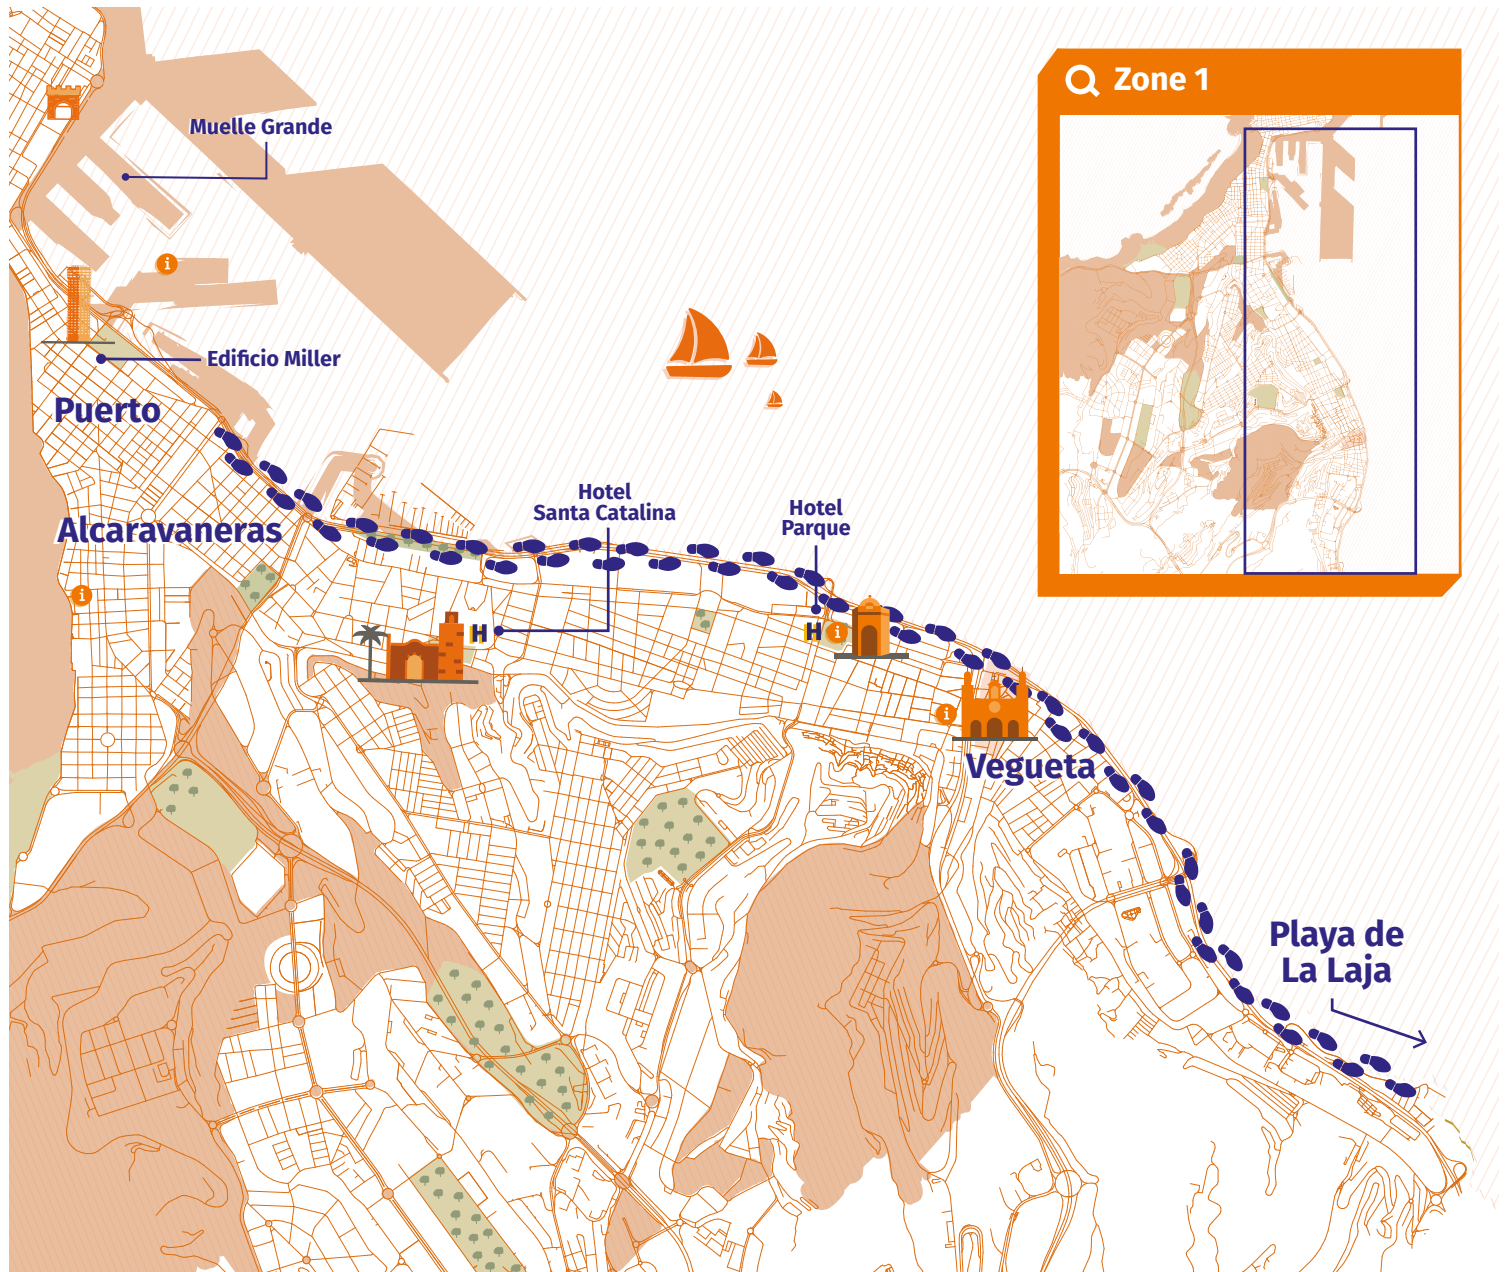 Zone 1
Muelle Grande
i
Edificio Miller
Puerto
Hotel
Santa Catalina
Hotel
Parque
Alcaravaneras
i
H
H
i
i
Vegueta
Playa de
La Laja